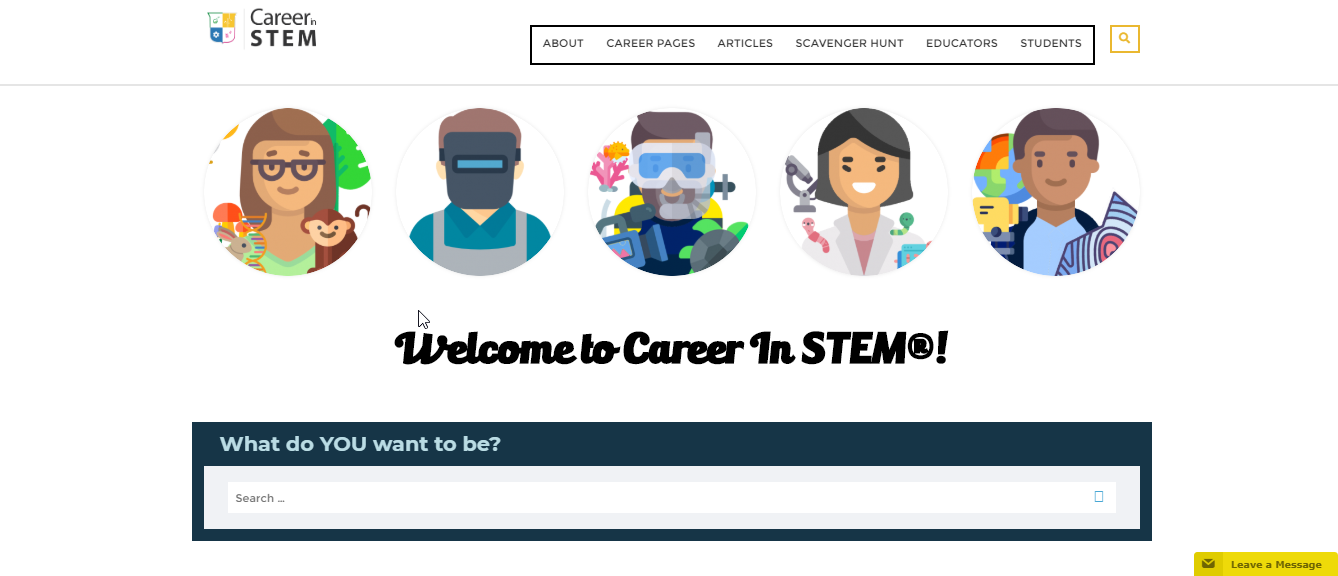 Career in
STEM
ABOUT CAREER PAGES ARTICLES SCAVENGER HUNT EDUCATORS STUDENTS
Welcome to Career In STEM®!
What do YOU want to be?
Search ...
Leave a Message